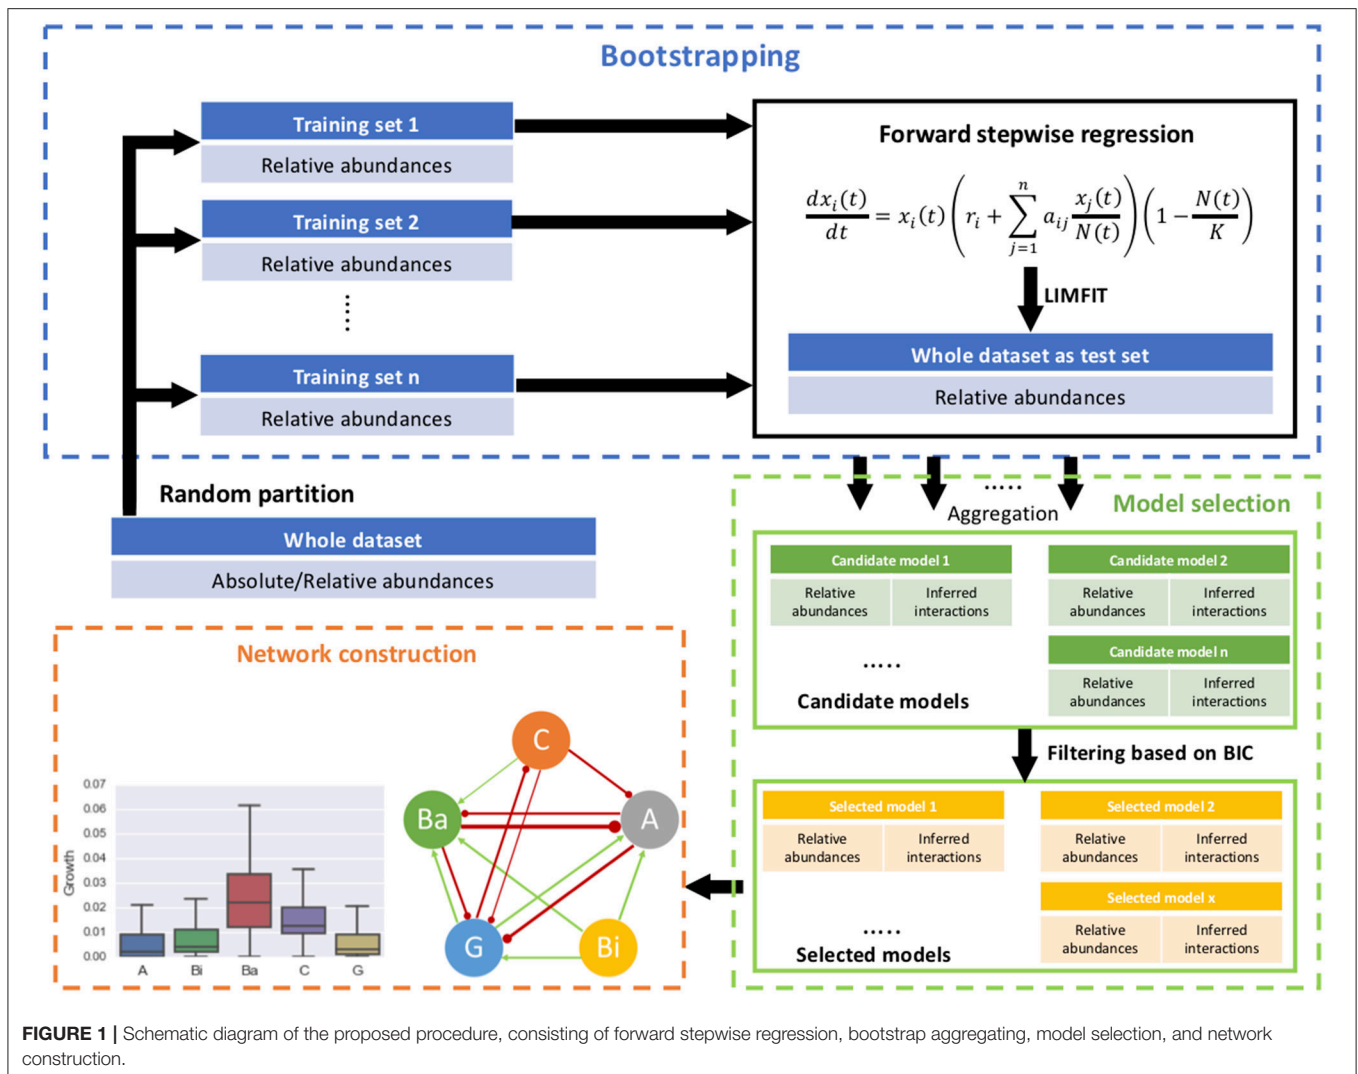 Bootstrapping
Training set 1
Relative abundances
Training set 2
Relative abundances
......
Training set n
Relative abundances
Forward stepwise regression
dx_i(t)/dt = x_i(t) ( r_i + ∑_{j=1}^{n} a_{ij} x_j(t)/N(t) ) ( 1 − N(t)/K )
LIMFIT
Whole dataset as test set
Relative abundances
Random partition
Whole dataset
Absolute/Relative abundances
Model selection
.....
Aggregation
Candidate model 1
Relative abundances
Inferred interactions
Candidate model 2
Relative abundances
Inferred interactions
.....
Candidate model n
Relative abundances
Inferred interactions
Candidate models
Filtering based on BIC
Selected model 1
Relative abundances
Inferred interactions
Selected model 2
Relative abundances
Inferred interactions
.....
Selected model x
Relative abundances
Inferred interactions
Selected models
Network construction
Growth
0.07
0.06
0.05
0.04
0.03
0.02
0.01
0.00
A Bi Ba C G
C
Ba
A
G
Bi
FIGURE 1 | Schematic diagram of the proposed procedure, consisting of forward stepwise regression, bootstrap aggregating, model selection, and network
construction.